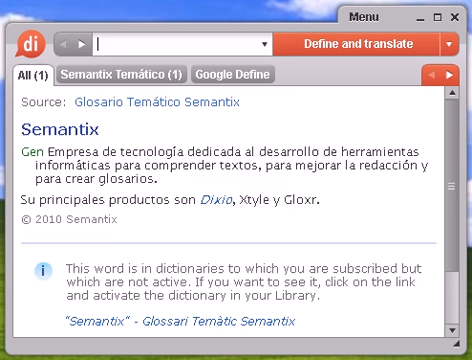 Menu
di
Define and translate
All (1) Semantix Temático (1) Google Define
Source: Glosario Temático Semantix
Semantix
Gen Empresa de tecnología dedicada al desarrollo de herramientas
informáticas para comprender textos, para mejorar la redacción y
para crear glosarios.
Su principales productos son Dixio, Xtyle y Gloxr.
© 2010 Semantix
i
This word is in dictionaries to which you are subscribed but
which are not active. If you want to see it, click on the link
and activate the dictionary in your Library.
"Semantix" - Glossari Temàtic Semantix